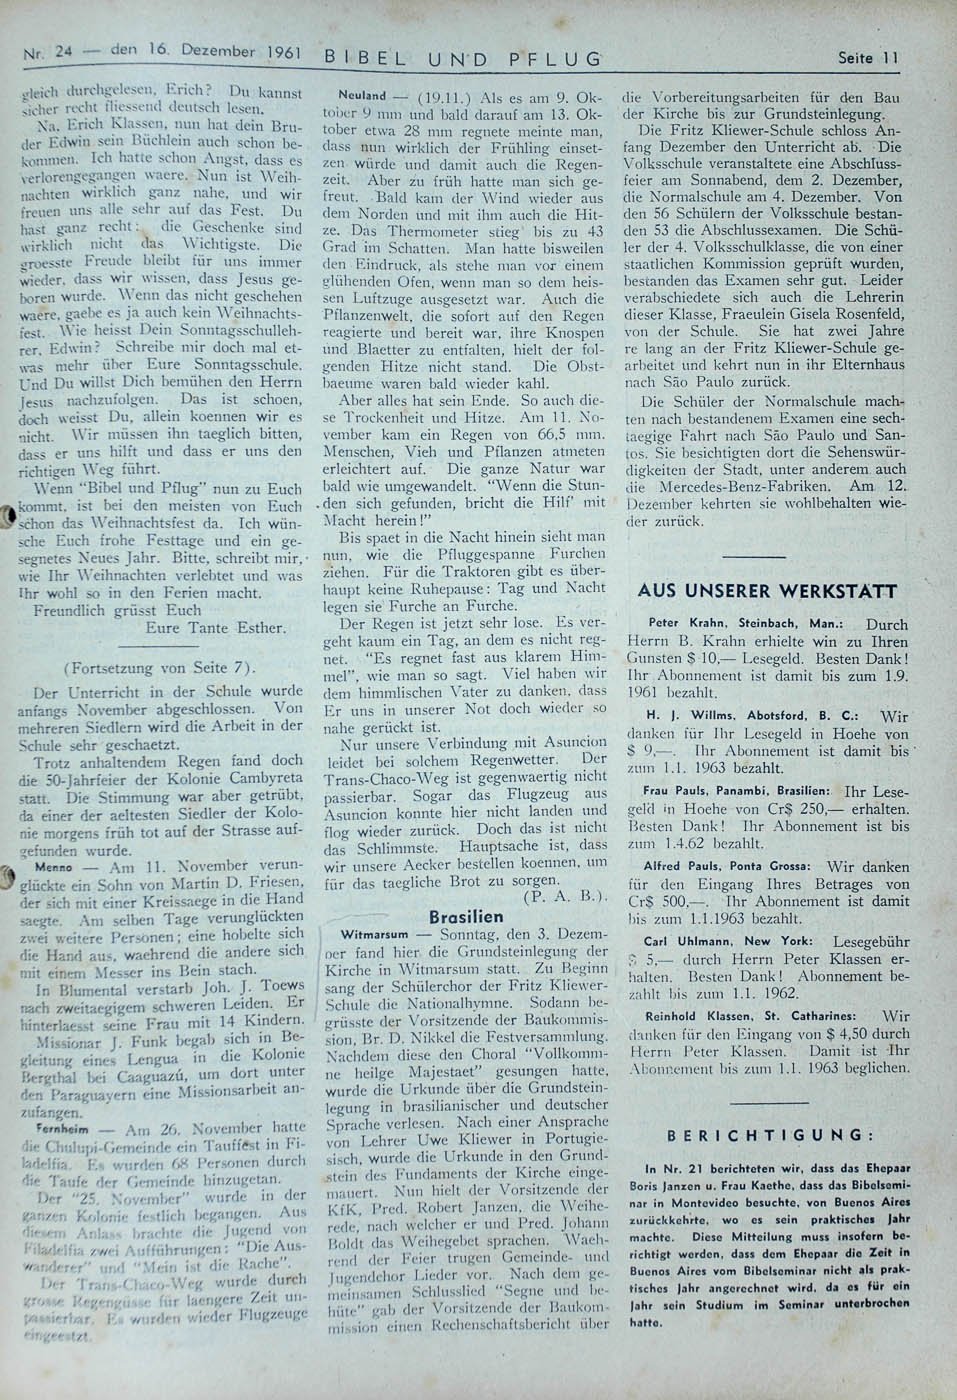 Nr. 24 — den 16. Dezember 1961 BIBEL UND PFLUG Seite 11
gleich durchgelesen, Erich? Du kannst
sicher recht fliessend deutsch lesen.
Na, Erich Klassen, nun hat dein Bru-
der Edwin sein Büchlein auch schon be-
kommen. Ich hatte schon Angst, dass es
verlorengegangen waere. Nun ist Weih-
nachten wirklich ganz nahe, und wir
freuen uns alle sehr auf das Fest. Du
hast ganz recht: die Geschenke sind
wirklich nicht das Wichtigste. Die
groesste Freude bleibt für uns immer
wieder, dass wir wissen, dass Jesus ge-
boren wurde. Wenn das nicht geschehen
waere, gaebe es ja auch kein Weihnachts-
fest. Wie heisst Dein Sonntagsschulleh-
rer, Edwin? Schreibe mir doch mal et-
was mehr über Eure Sonntagsschule.
Und Du willst Dich bemühen den Herrn
Jesus nachzufolgen. Das ist schoen,
doch weisst Du, allein koennen wir es
nicht. Wir müssen ihn taeglich bitten,
dass er uns hilft und dass er uns den
richtigen Weg führt.
Wenn "Bibel und Pflug" nun zu Euch
kommt, ist bei den meisten von Euch
schon das Weihnachtsfest da. Ich wün-
sche Euch frohe Festtage und ein ge-
segnetes Neues Jahr. Bitte, schreibt mir,
wie Ihr Weihnachten verlebtet und was
Ihr wohl so in den Ferien macht.
Freundlich grüsst Euch
Eure Tante Esther.
(Fortsetzung von Seite 7).
Der Unterricht in der Schule wurde
anfangs November abgeschlossen. Von
mehreren Siedlern wird die Arbeit in der
Schule sehr geschaetzt.
Trotz anhaltendem Regen fand doch
die 50-Jahrfeier der Kolonie Cambyreta
statt. Die Stimmung war aber getrübt,
da einer der aeltesten Siedler der Kolo-
nie morgens früh tot auf der Strasse auf-
gefunden wurde.
Menno — Am 11. November verun-
glückte ein Sohn von Martin D. Friesen,
der sich mit einer Kreissaege in die Hand
saegte. Am selben Tage verunglückten
zwei weitere Personen; eine hobelte sich
die Hand aus, waehrend die andere sich
mit einem Messer ins Bein stach.
In Blumental verstarb Joh. J. Toews
nach zweitaegigem schweren Leiden. Er
hinterlaesst seine Frau mit 14 Kindern.
Missionar J. Funk begab sich in Be-
gleitung eines Lengua in die Kolonie
Bergthal bei Caaguazú, um dort unter
den Paraguayern eine Missionsarbeit an-
zufangen.
Fernheim — Am 26. November hatte
die Chulupi-Gemeinde ein Tauffest in Fi-
ladelfia. Es wurden 68 Personen durch
die Taufe der Gemeinde hinzugetan.
Der "25. November" wurde in der
ganzen Kolonie festlich begangen. Aus
diesem Anlass brachte die Jugend von
Filadelfia zwei Aufführungen: "Die Aus-
wanderer" und "Mein ist die Rache".
Der Trans-Chaco-Weg wurde durch
grosse Regengüsse für laengere Zeit un-
passierbar. Es wurden wieder Flugzeuge
eingesetzt.
Neuland — (19.11.) Als es am 9. Ok-
tober 9 mm und bald darauf am 13. Ok-
tober etwa 28 mm regnete meinte man,
dass nun wirklich der Frühling einset-
zen würde und damit auch die Regen-
zeit. Aber zu früh hatte man sich ge-
freut. Bald kam der Wind wieder aus
dem Norden und mit ihm auch die Hit-
ze. Das Thermometer stieg bis zu 43
Grad im Schatten. Man hatte bisweilen
den Eindruck, als stehe man vor einem
glühenden Ofen, wenn man so dem heis-
sen Luftzuge ausgesetzt war. Auch die
Pflanzenwelt, die sofort auf den Regen
reagierte und bereit war, ihre Knospen
und Blaetter zu entfalten, hielt der fol-
genden Hitze nicht stand. Die Obst-
baeume waren bald wieder kahl.
Aber alles hat sein Ende. So auch die-
se Trockenheit und Hitze. Am 11. No-
vember kam ein Regen von 66,5 mm.
Menschen, Vieh und Pflanzen atmeten
erleichtert auf. Die ganze Natur war
bald wie umgewandelt. "Wenn die Stun-
den sich gefunden, bricht die Hilf' mit
Macht herein!"
Bis spaet in die Nacht hinein sieht man
nun, wie die Pfluggespanne Furchen
ziehen. Für die Traktoren gibt es über-
haupt keine Ruhepause: Tag und Nacht
legen sie Furche an Furche.
Der Regen ist jetzt sehr lose. Es ver-
geht kaum ein Tag, an dem es nicht reg-
net. "Es regnet fast aus klarem Him-
mel", wie man so sagt. Viel haben wir
dem himmlischen Vater zu danken, dass
Er uns in unserer Not doch wieder so
nahe gerückt ist.
Nur unsere Verbindung mit Asuncion
leidet bei solchem Regenwetter. Der
Trans-Chaco-Weg ist gegenwaertig nicht
passierbar. Sogar das Flugzeug aus
Asuncion konnte hier nicht landen und
flog wieder zurück. Doch das ist nicht
das Schlimmste. Hauptsache ist, dass
wir unsere Aecker bestellen koennen, um
für das taegliche Brot zu sorgen.
(P. A. B.).
Brasilien
Witmarsum — Sonntag, den 3. Dezem-
ber fand hier die Grundsteinlegung der
Kirche in Witmarsum statt. Zu Beginn
sang der Schülerchor der Fritz Kliewer-
Schule die Nationalhymne. Sodann be-
grüsste der Vorsitzende der Baukommis-
sion, Br. D. Nikkel die Festversammlung.
Nachdem diese den Choral "Vollkomm-
ne heilge Majestaet" gesungen hatte,
wurde die Urkunde über die Grundstein-
legung in brasilianischer und deutscher
Sprache verlesen. Nach einer Ansprache
von Lehrer Uwe Kliewer in Portugie-
sisch, wurde die Urkunde in den Grund-
stein des Fundaments der Kirche einge-
mauert. Nun hielt der Vorsitzende der
KfK, Pred. Robert Janzen, die Weihe-
rede, nach welcher er und Pred. Johann
Boldt das Weihegebet sprachen. Waeh-
rend der Feier trugen Gemeinde- und
Jugendchor Lieder vor. Nach dem ge-
meinsamen Schlusslied "Segne und be-
hüte" gab der Vorsitzende der Baukom-
mission einen Rechenschaftsbericht über
die Vorbereitungsarbeiten für den Bau
der Kirche bis zur Grundsteinlegung.
Die Fritz Kliewer-Schule schloss An-
fang Dezember den Unterricht ab. Die
Volksschule veranstaltete eine Abschluss-
feier am Sonnabend, dem 2. Dezember,
die Normalschule am 4. Dezember. Von
den 56 Schülern der Volksschule bestan-
den 53 die Abschlussexamen. Die Schü-
ler der 4. Volksschulklasse, die von einer
staatlichen Kommission geprüft wurden,
bestanden das Examen sehr gut. Leider
verabschiedete sich auch die Lehrerin
dieser Klasse, Fraeulein Gisela Rosenfeld,
von der Schule. Sie hat zwei Jahre
re lang an der Fritz Kliewer-Schule ge-
arbeitet und kehrt nun in ihr Elternhaus
nach São Paulo zurück.
Die Schüler der Normalschule mach-
ten nach bestandenem Examen eine sech-
taegige Fahrt nach São Paulo und San-
tos. Sie besichtigten dort die Sehenswür-
digkeiten der Stadt, unter anderem auch
die Mercedes-Benz-Fabriken. Am 12.
Dezember kehrten sie wohlbehalten wie-
der zurück.
AUS UNSERER WERKSTATT
Peter Krahn, Steinbach, Man.: Durch
Herrn B. Krahn erhielte win zu Ihren
Gunsten $ 10,— Lesegeld. Besten Dank!
Ihr Abonnement ist damit bis zum 1.9.
1961 bezahlt.
H. J. Willms, Abotsford, B. C.: Wir
danken für Ihr Lesegeld in Hoehe von
$ 9,—. Ihr Abonnement ist damit bis
zum 1.1. 1963 bezahlt.
Frau Pauls, Panambi, Brasilien: Ihr Lese-
geld in Hoehe von Cr$ 250,— erhalten.
Besten Dank! Ihr Abonnement ist bis
zum 1.4.62 bezahlt.
Alfred Pauls, Ponta Grossa: Wir danken
für den Eingang Ihres Betrages von
Cr$ 500,—. Ihr Abonnement ist damit
bis zum 1.1.1963 bezahlt.
Carl Uhlmann, New York: Lesegebühr
$ 5,— durch Herrn Peter Klassen er-
halten. Besten Dank! Abonnement be-
zahlt bis zum 1.1. 1962.
Reinhold Klassen, St. Catharines: Wir
danken für den Eingang von $ 4,50 durch
Herrn Peter Klassen. Damit ist Ihr
Abonnement bis zum 1.1. 1963 beglichen.
BERICHTIGUNG:
In Nr. 21 berichteten wir, dass das Ehepaar
Boris Janzen u. Frau Kaethe, dass das Bibelsemi-
nar in Montevideo besuchte, von Buenos Aires
zurückkehrte, wo es sein praktisches Jahr
machte. Diese Mitteilung muss insofern be-
richtigt werden, dass dem Ehepaar die Zeit in
Buenos Aires vom Bibelseminar nicht als prak-
tisches Jahr angerechnet wird, da es für ein
Jahr sein Studium im Seminar unterbrochen
hatte.